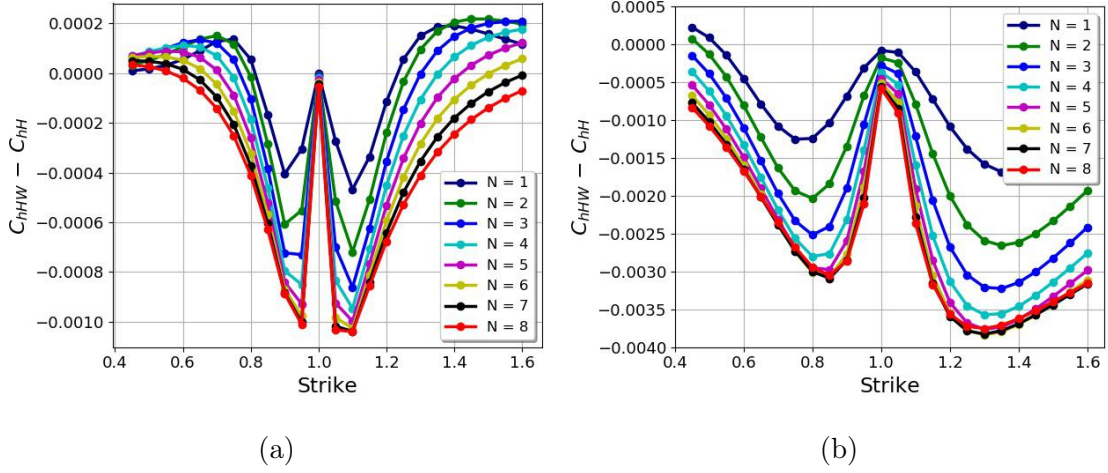 0.0002
0.0000
−0.0002
−0.0004
−0.0006
−0.0008
−0.0010
C_hHW − C_hH
0.4 0.6 0.8 1.0 1.2 1.4 1.6
Strike
N = 1
N = 2
N = 3
N = 4
N = 5
N = 6
N = 7
N = 8
(a)
0.0005
0.0000
−0.0005
−0.0010
−0.0015
−0.0020
−0.0025
−0.0030
−0.0035
−0.0040
C_hHW − C_hH
0.4 0.6 0.8 1.0 1.2 1.4 1.6
Strike
N = 1
N = 2
N = 3
N = 4
N = 5
N = 6
N = 7
N = 8
(b)